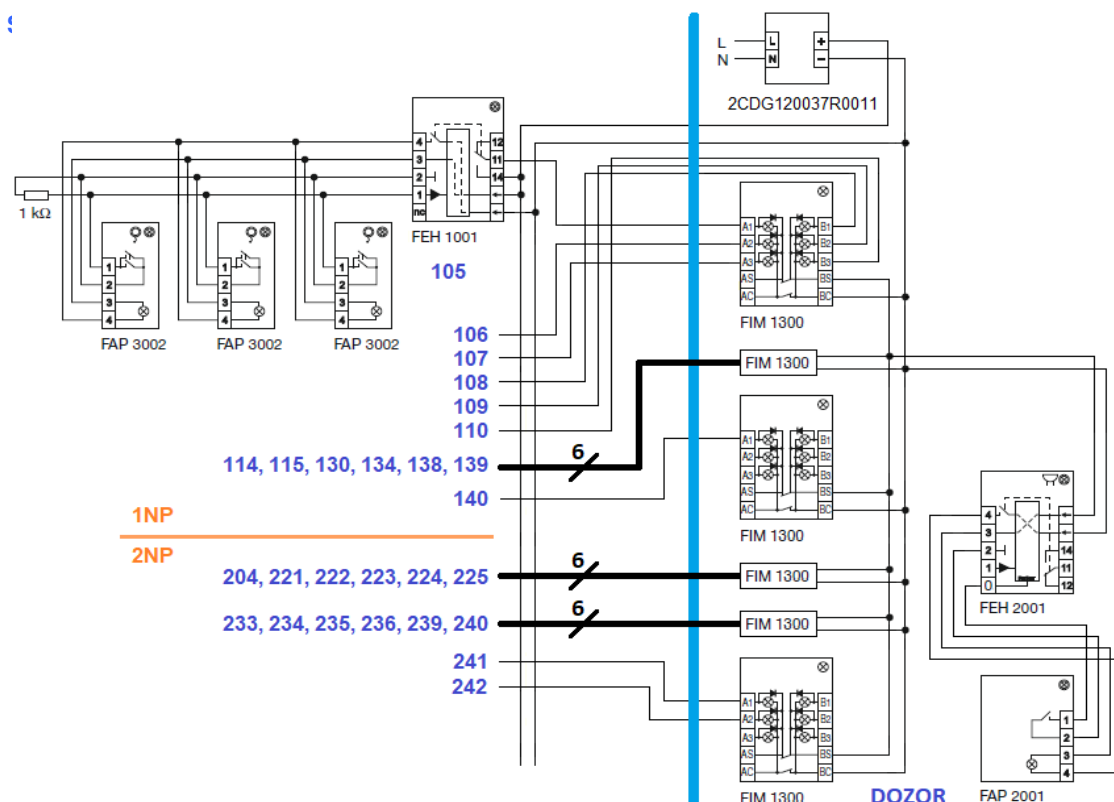 L
N
L
N
+
−
2CDG120037R0011
4
3
2
1
nc
12
11
14
FEH 1001
105
1 kΩ
1
2
3
4
FAP 3002
1
2
3
4
FAP 3002
1
2
3
4
FAP 3002
A1
A2
A3
AS
AC
B1
B2
B3
BS
BC
FIM 1300
106
107
108
109
110
FIM 1300
114, 115, 130, 134, 138, 139
6
140
A1
A2
A3
AS
AC
B1
B2
B3
BS
BC
FIM 1300
1NP
2NP
204, 221, 222, 223, 224, 225
6
FIM 1300
233, 234, 235, 236, 239, 240
6
FIM 1300
241
242
A1
A2
A3
AS
AC
B1
B2
B3
BS
BC
FIM 1300
4
3
2
1
0
14
11
12
FEH 2001
1
2
3
4
FAP 2001
DOZOR